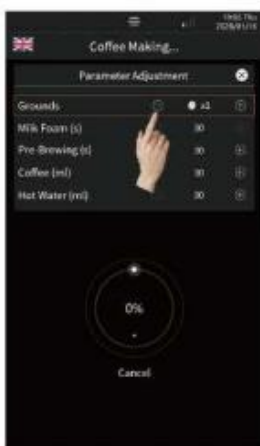 Coffee Making...
Parameter Adjustment
Grounds x1
Milk Foam (s) 30
Pre-Brewing (s) 30
Coffee (ml) 30
Hot Water (ml) 30
0%
Cancel